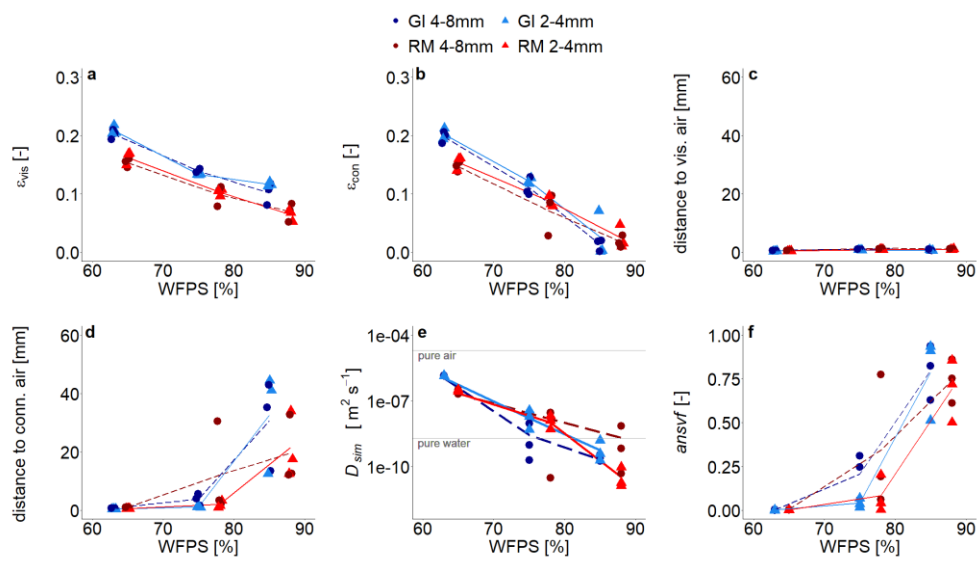 GI 4-8mm GI 2-4mm
RM 4-8mm RM 2-4mm
a
0.3
0.2
0.1
0.0
εvis [-]
60 70 80 90
WFPS [%]
b
0.3
0.2
0.1
0.0
εcon [-]
60 70 80 90
WFPS [%]
c
60
40
20
0
distance to vis. air [mm]
60 70 80 90
WFPS [%]
d
60
40
20
0
distance to conn. air [mm]
60 70 80 90
WFPS [%]
e
1e-04
1e-07
1e-10
pure air
pure water
Dsim [ m² s⁻¹]
60 70 80 90
WFPS [%]
f
1.00
0.75
0.50
0.25
0.00
ansvf [-]
60 70 80 90
WFPS [%]